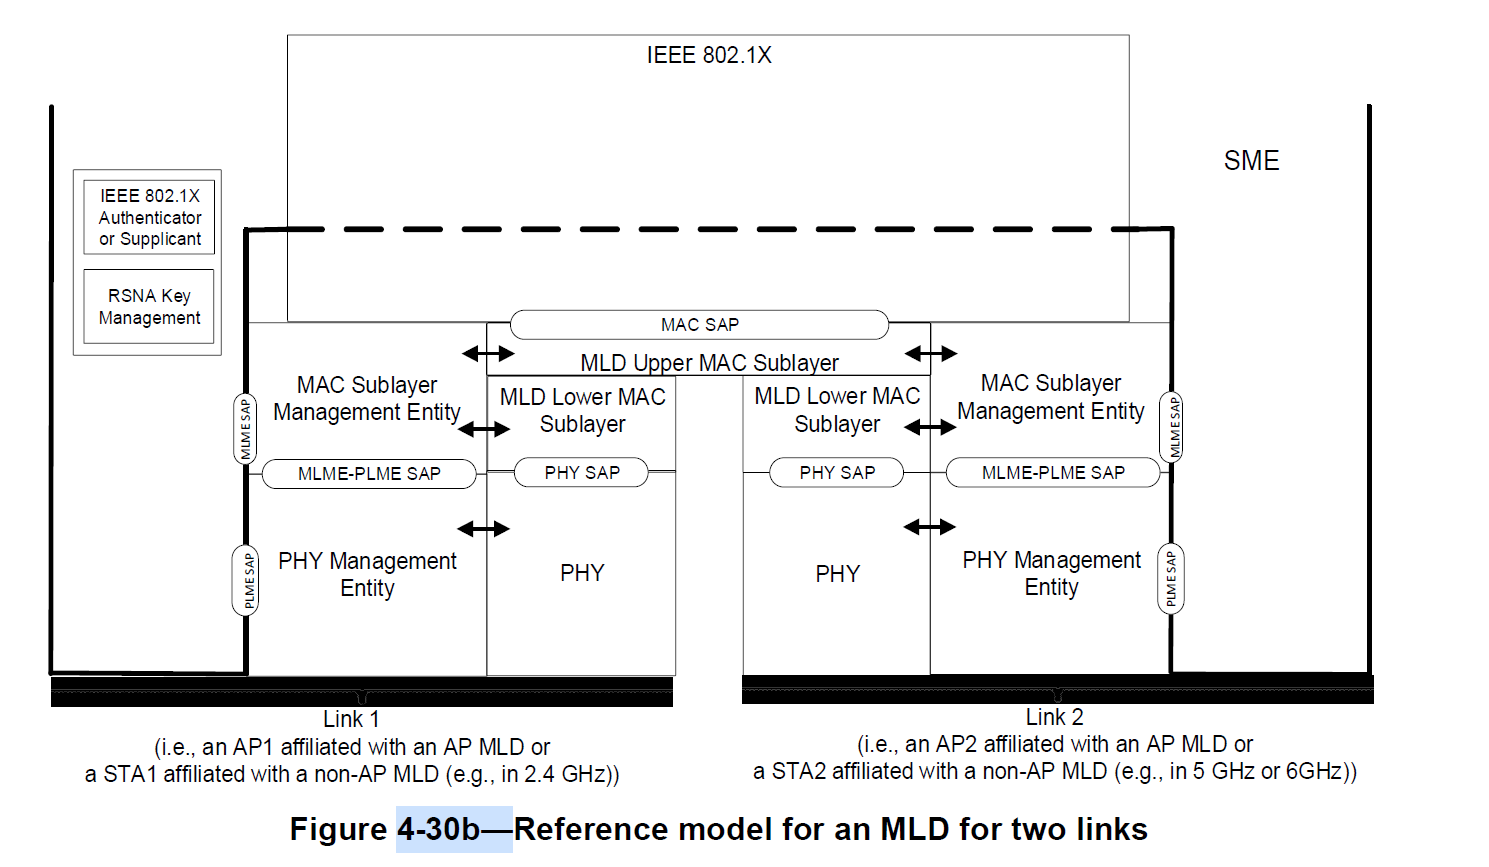 IEEE 802.1X
SME
IEEE 802.1X
Authenticator
or Supplicant
RSNA Key
Management
MAC SAP
MLD Upper MAC Sublayer
MAC Sublayer
Management Entity
MLD Lower MAC
Sublayer
MLD Lower MAC
Sublayer
MAC Sublayer
Management Entity
MLME SAP
MLME SAP
MLME-PLME SAP
PHY SAP
PHY SAP
MLME-PLME SAP
PHY Management
Entity
PHY
PHY
PHY Management
Entity
PLME SAP
PLME SAP
Link 1
(i.e., an AP1 affiliated with an AP MLD or
a STA1 affiliated with a non-AP MLD (e.g., in 2.4 GHz))
Link 2
(i.e., an AP2 affiliated with an AP MLD or
a STA2 affiliated with a non-AP MLD (e.g., in 5 GHz or 6GHz))
Figure 4-30b—Reference model for an MLD for two links